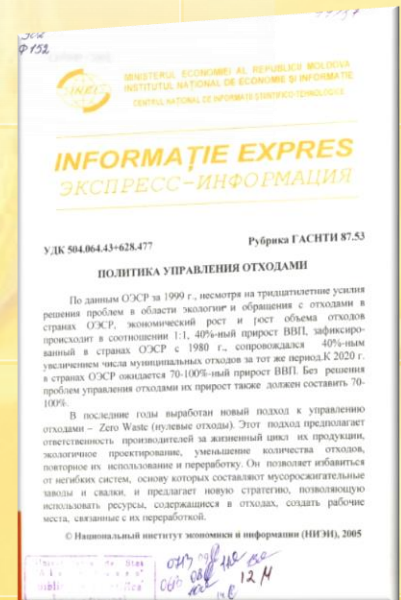 Ф 152
INEI
MINISTERUL ECONOMIEI AL REPUBLICII MOLDOVA
INSTITUTUL NAȚIONAL DE ECONOMIE ȘI INFORMAȚIE
CENTRUL NAȚIONAL DE INFORMAȚII ȘTIINȚIFICO-TEHNOLOGICE
INFORMAȚIE EXPRES
ЭКСПРЕСС-ИНФОРМАЦИЯ
УДК 504.064.43+628.477
Рубрика ГАСНТИ 87.53
ПОЛИТИКА УПРАВЛЕНИЯ ОТХОДАМИ
По данным ОЭСР за 1999 г., несмотря на тридцатилетние усилия
решения проблем в области экологии и обращения с отходами в
странах ОЭСР, экономический рост и рост объема отходов
происходит в соотношении 1:1, 40%-ный прирост ВВП, зафиксиро-
ванный в странах ОЭСР с 1980 г., сопровождался 40%-ным
увеличением числа муниципальных отходов за тот же период.К 2020 г.
в странах ОЭСР ожидается 70-100%-ный прирост ВВП. Без решения
проблем управления отходами их прирост также должен составить 70-
100%.
В последние годы выработан новый подход к управлению
отходами – Zero Waste (нулевые отходы). Этот подход предполагает
ответственность производителей за жизненный цикл их продукции,
экологичное проектирование, уменьшение количества отходов,
повторное их использование и переработку. Он позволяет избавиться
от негибких систем, основу которых составляют мусоросжигательные
заводы и свалки, и предлагает новую стратегию, позволяющую
использовать ресурсы, содержащиеся в отходах, создать рабочие
места, связанные с их переработкой.
© Национальный институт экономики и информации (НИЭИ), 2005
12 М